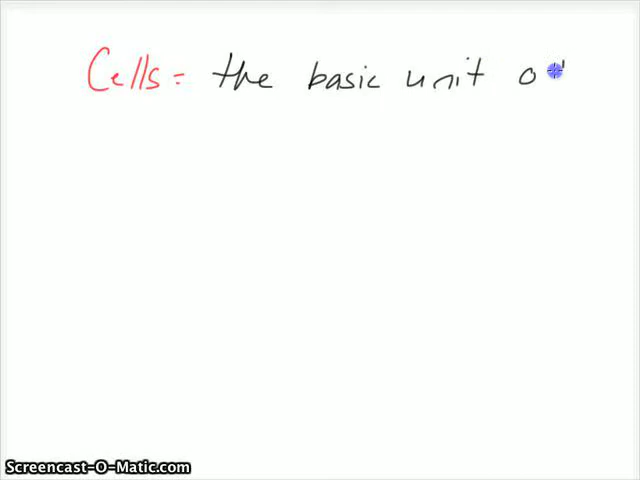 Cells = the basic unit o
Screencast-O-Matic.com